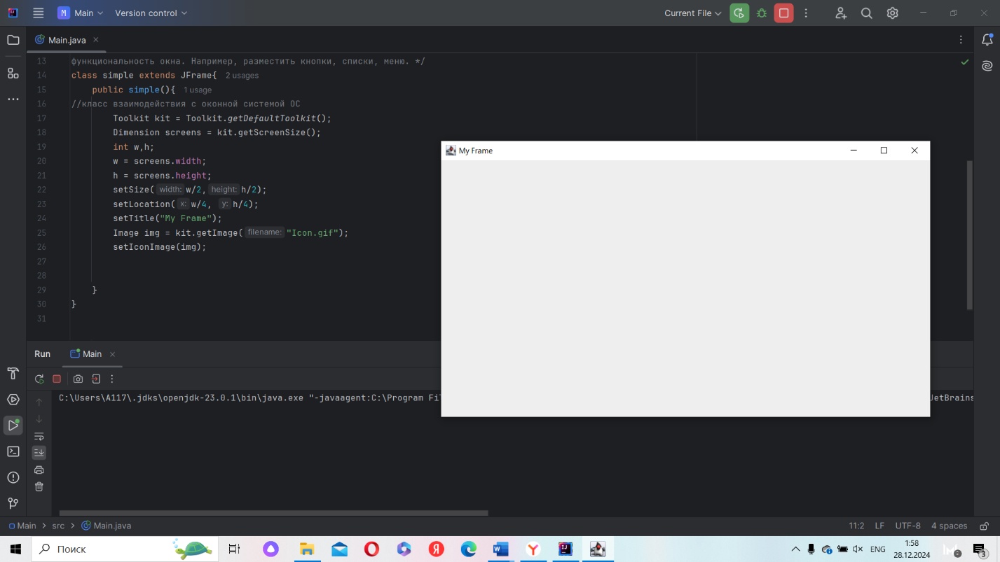 M Main Version control Current File
Main.java
13 функциональность окна. Например, разместить кнопки, списки, меню. */
14 class simple extends JFrame{ 2 usages
15 public simple(){ 1 usage
16 //класс взаимодействия с оконной системой ОС
17 Toolkit kit = Toolkit.getDefaultToolkit();
18 Dimension screens = kit.getScreenSize();
19 int w,h;
20 w = screens.width;
21 h = screens.height;
22 setSize( width: w/2, height: h/2);
23 setLocation( x: w/4, y: h/4);
24 setTitle("My Frame");
25 Image img = kit.getImage( filename: "Icon.gif");
26 setIconImage(img);
27
28
29 }
30 }
31
My Frame
Run Main
C:\Users\A117\.jdks\openjdk-23.0.1\bin\java.exe "-javaagent:C:\Program Fi
JetBrains
Main > src > Main.java 11:2 LF UTF-8 4 spaces
Поиск
ENG
1:58
28.12.2024
3